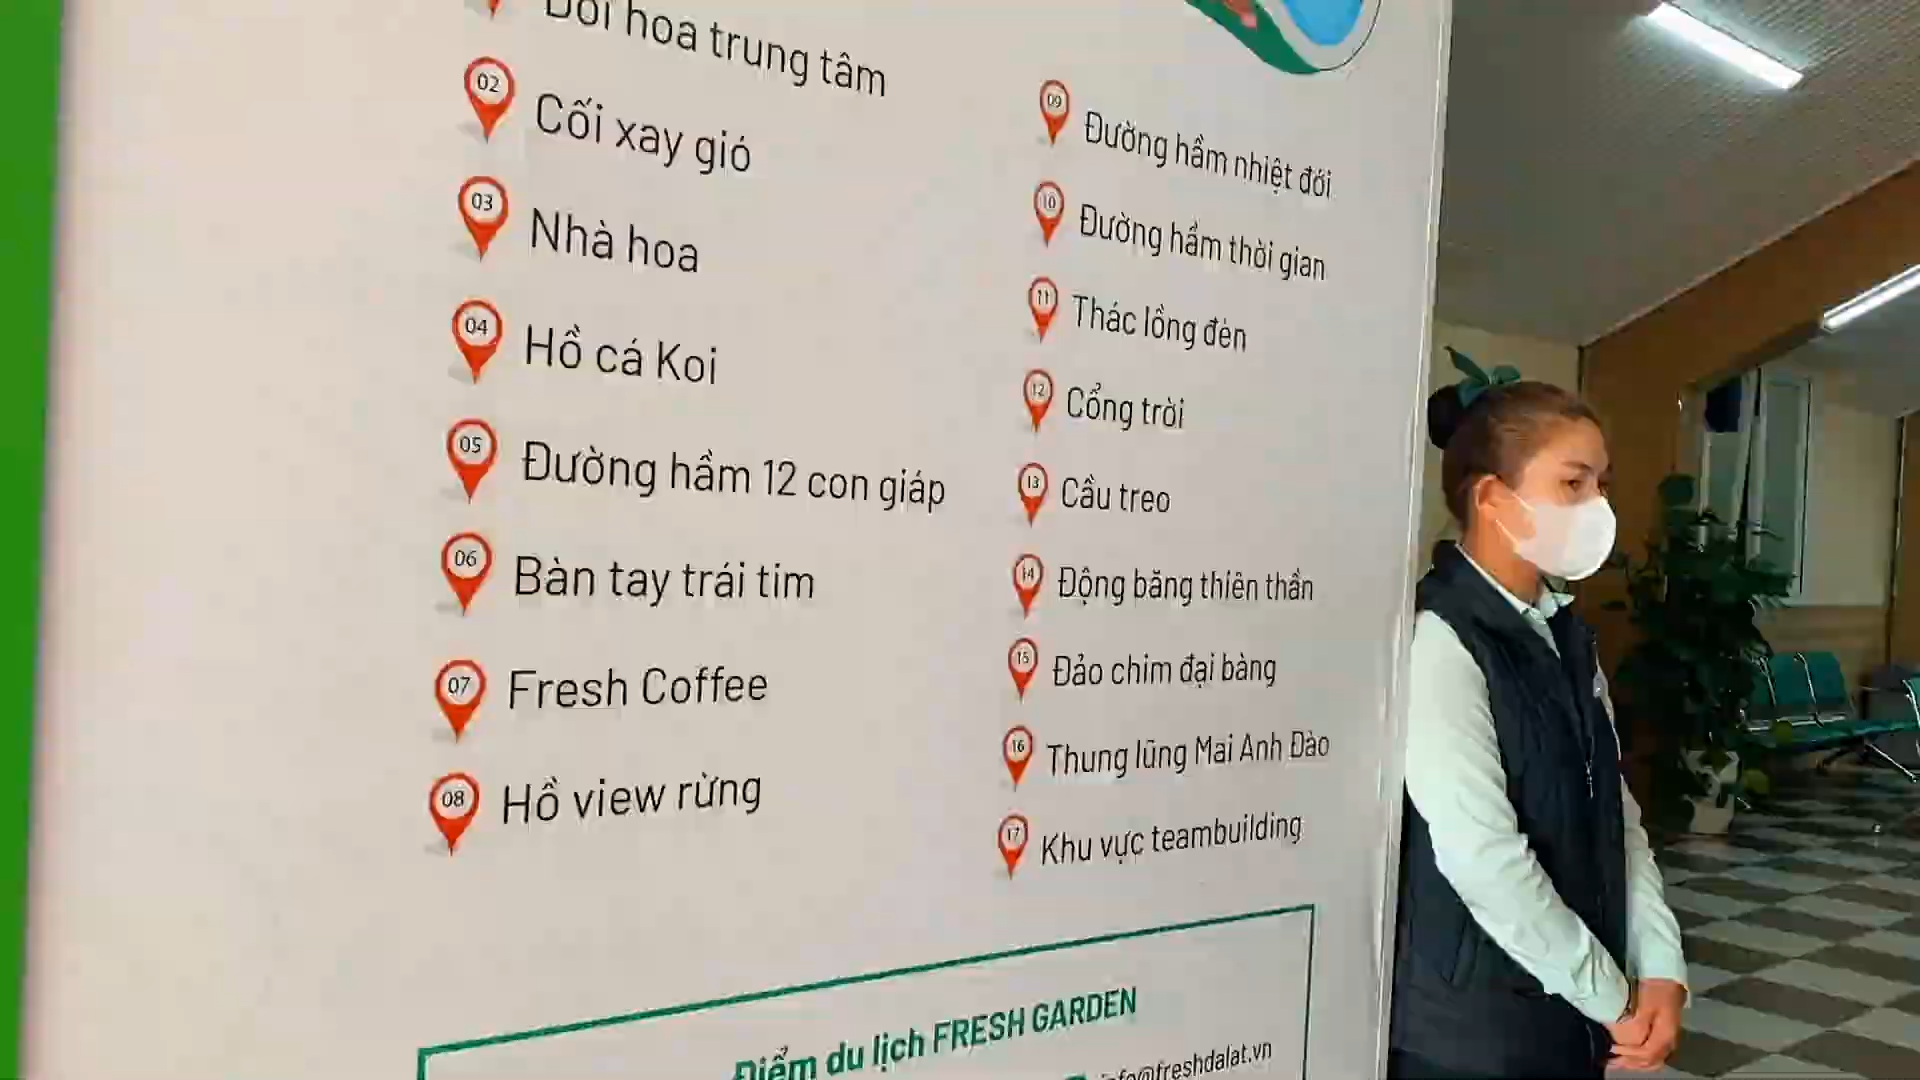 Đồi hoa trung tâm
02 Cối xay gió
03 Nhà hoa
04 Hồ cá Koi
05 Đường hầm 12 con giáp
06 Bàn tay trái tim
07 Fresh Coffee
08 Hồ view rừng
09 Đường hầm nhiệt đới
10 Đường hầm thời gian
11 Thác lồng đèn
12 Cổng trời
13 Cầu treo
14 Động băng thiên thần
15 Đảo chim đại bàng
16 Thung lũng Mai Anh Đào
17 Khu vực teambuilding
Điểm du lịch FRESH GARDEN
info@freshdalat.vn